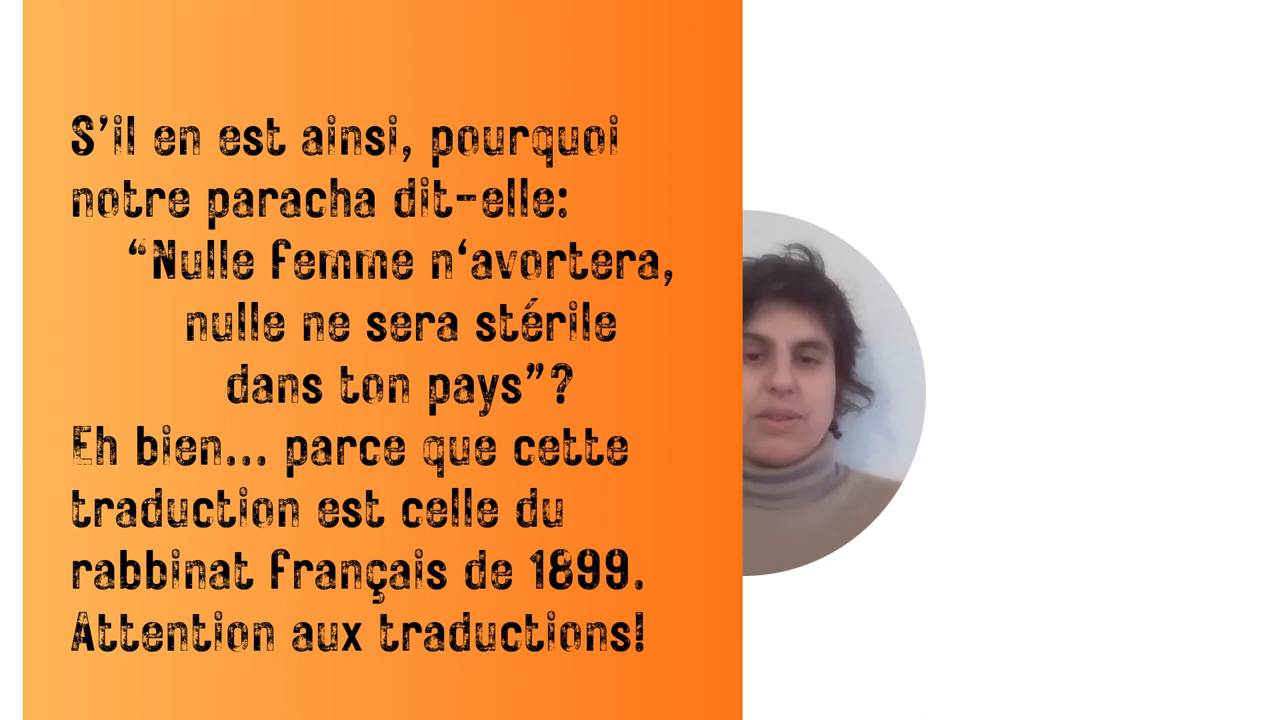 S’il en est ainsi, pourquoi
notre paracha dit-elle:
“Nulle femme n‘avortera,
nulle ne sera stérile
dans ton pays”?
Eh bien... parce que cette
traduction est celle du
rabbinat français de 1899.
Attention aux traductions!